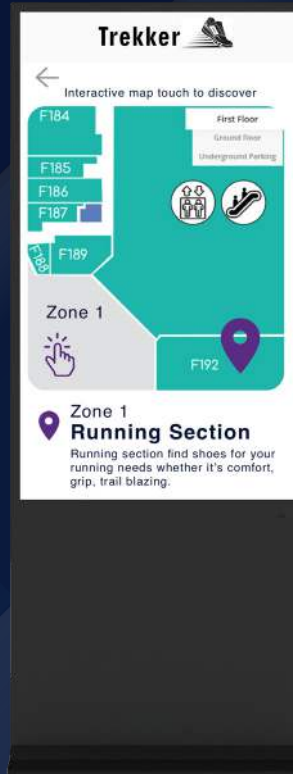 Trekker
Interactive map touch to discover
F184
First Floor
Ground floor
Underground Parking
F185
F186
F187
F188
F189
Zone 1
F192
Zone 1
Running Section
Running section find shoes for your
running needs whether it's comfort,
grip, trail blazing.